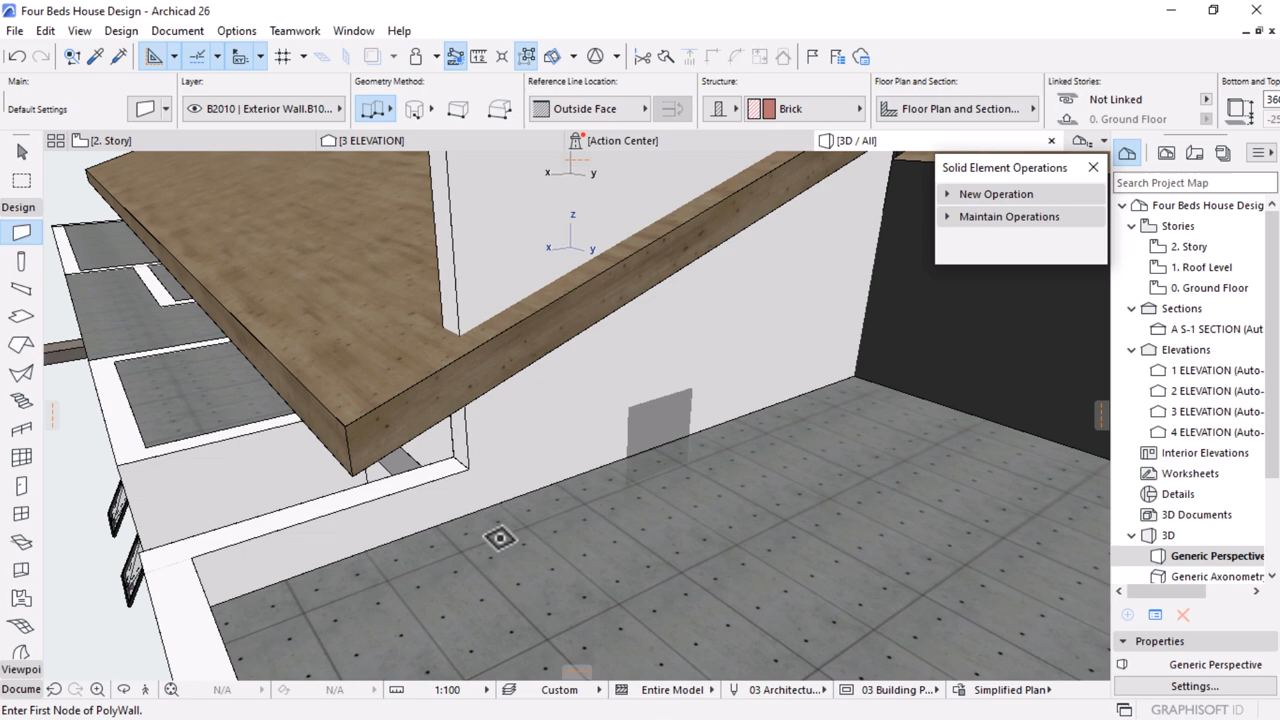 Four Beds House Design - Archicad 26
File Edit View Design Document Options Teamwork Window Help
Main:
Default Settings
Layer:
B2010 | Exterior Wall.B10...
Geometry Method:
Reference Line Location:
Outside Face
Structure:
Brick
Floor Plan and Section:
Floor Plan and Section...
Linked Stories:
Not Linked
0. Ground Floor
Bottom and Top
360
-25
[2. Story]
[3 ELEVATION]
[Action Center]
[3D / All]
Design
Viewpoi
Docume
x y
z
x y
Solid Element Operations
New Operation
Maintain Operations
Search Project Map
Four Beds House Desig
Stories
2. Story
1. Roof Level
0. Ground Floor
Sections
A S-1 SECTION (Aut
Elevations
1 ELEVATION (Auto-
2 ELEVATION (Auto-
3 ELEVATION (Auto-
4 ELEVATION (Auto-
Interior Elevations
Worksheets
Details
3D Documents
3D
Generic Perspective
Generic Axonometr
Properties
Generic Perspective
Settings...
GRAPHISOFT ID
N/A
N/A
1:100
Custom
Entire Model
03 Architectu...
03 Building P...
Simplified Plan
Enter First Node of PolyWall.